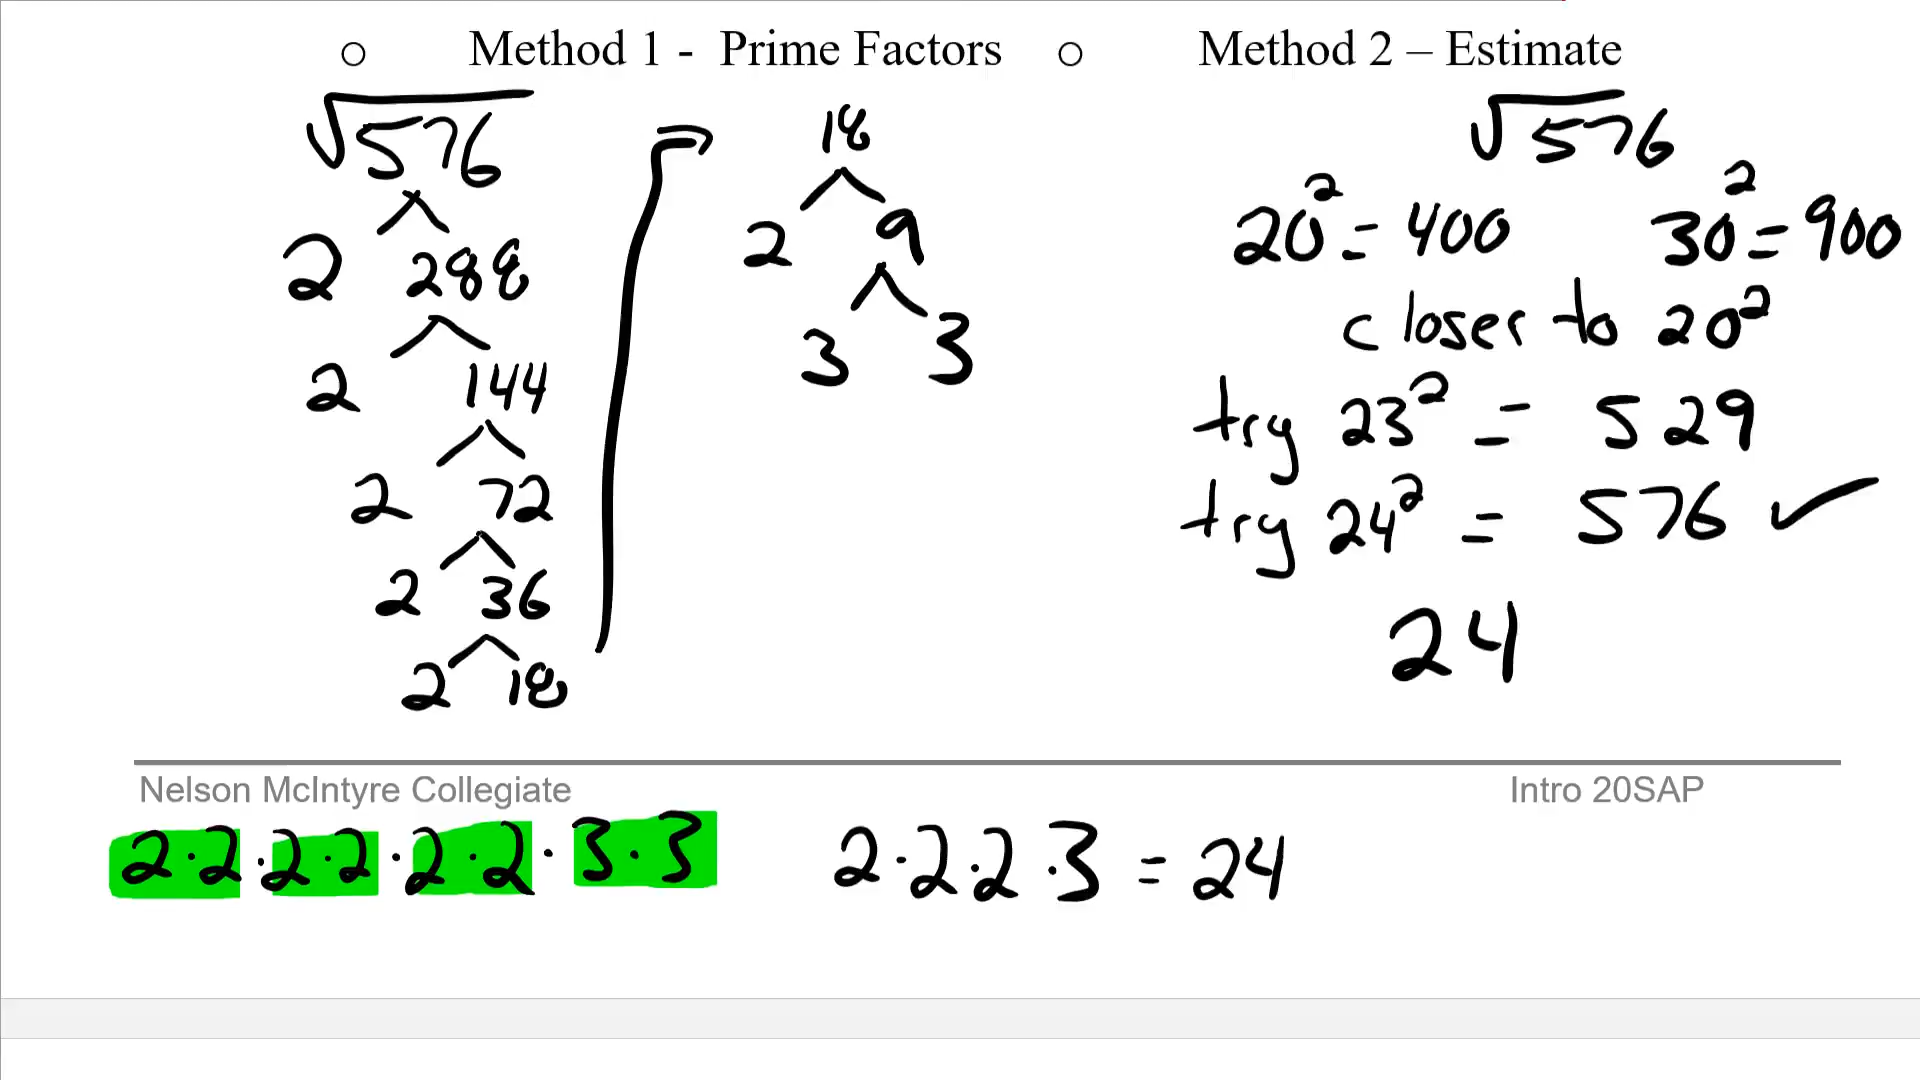 ○ Method 1 - Prime Factors
√576
2 288
2 144
2 72
2 36
2 18
18
2 9
3 3
○ Method 2 – Estimate
√576
20² = 400 30² = 900
closer to 20²
try 23² = 529
try 24² = 576 ✓
24
Nelson McIntyre Collegiate Intro 20SAP
2·2·2·2·2·2·3·3 2·2·2·3 = 24